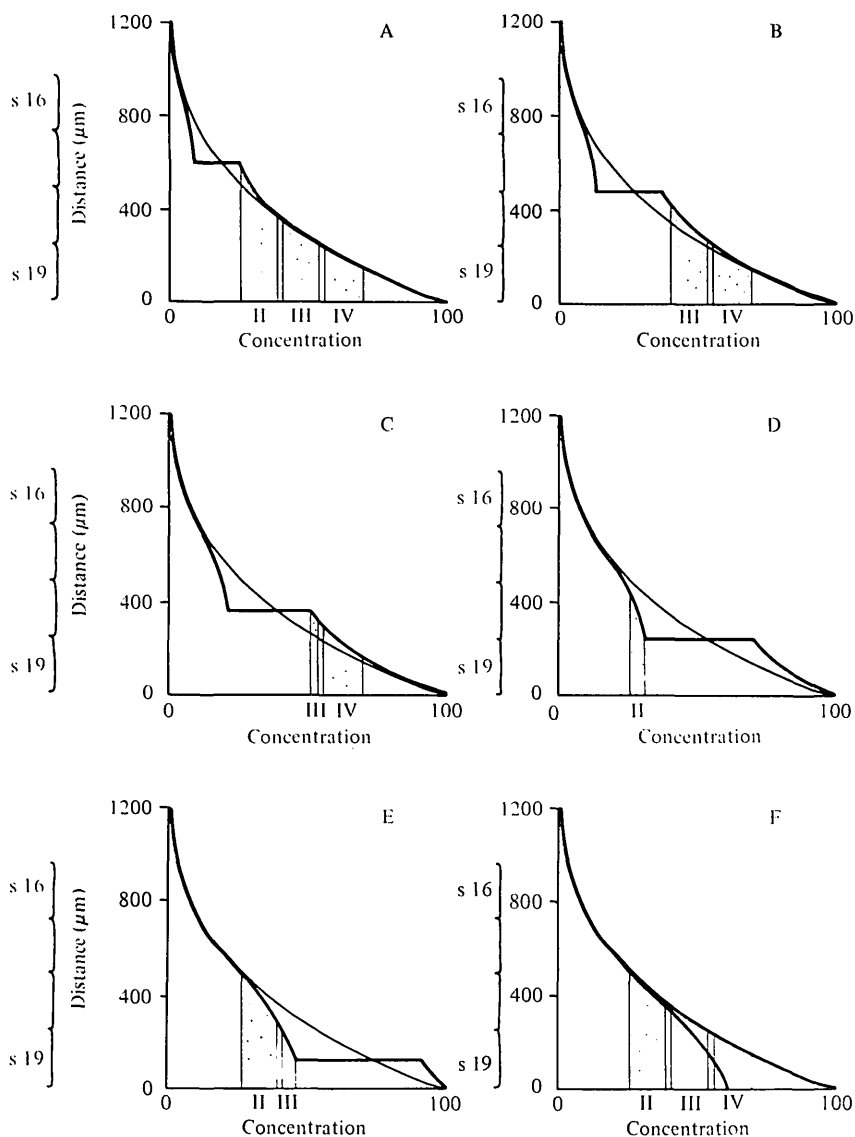 A
1200
800
400
0
s 16
s 19
Distance (μm)
0 II III IV 100
Concentration
B
1200
800
400
0
s 16
s 19
0 III IV 100
Concentration
C
1200
800
400
0
s 16
s 19
Distance (μm)
0 III IV 100
Concentration
D
1200
800
400
0
s 16
s 19
0 II 100
Concentration
E
1200
800
400
0
s 16
s 19
Distance (μm)
0 II III 100
Concentration
F
1200
800
400
0
s 16
s 19
0 II III IV 100
Concentration